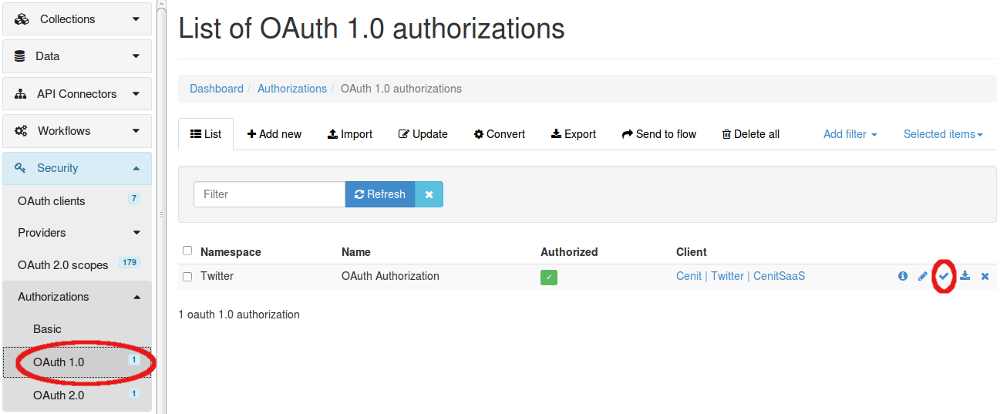 Collections
Data
API Connectors
Workflows
Security
OAuth clients 7
Providers
OAuth 2.0 scopes 179
Authorizations
Basic
OAuth 1.0 1
OAuth 2.0 1
List of OAuth 1.0 authorizations
Dashboard / Authorizations / OAuth 1.0 authorizations
List Add new Import Update Convert Export Send to flow Delete all Add filter Selected items
Filter Refresh
Namespace Name Authorized Client
Twitter OAuth Authorization Cenit | Twitter | CenitSaaS
1 oauth 1.0 authorization